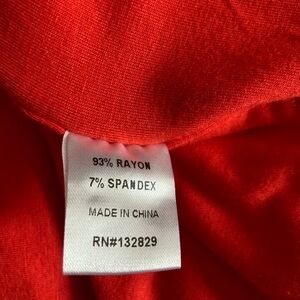 93% RAYON
7% SPANDEX
MADE IN CHINA
RN#132829